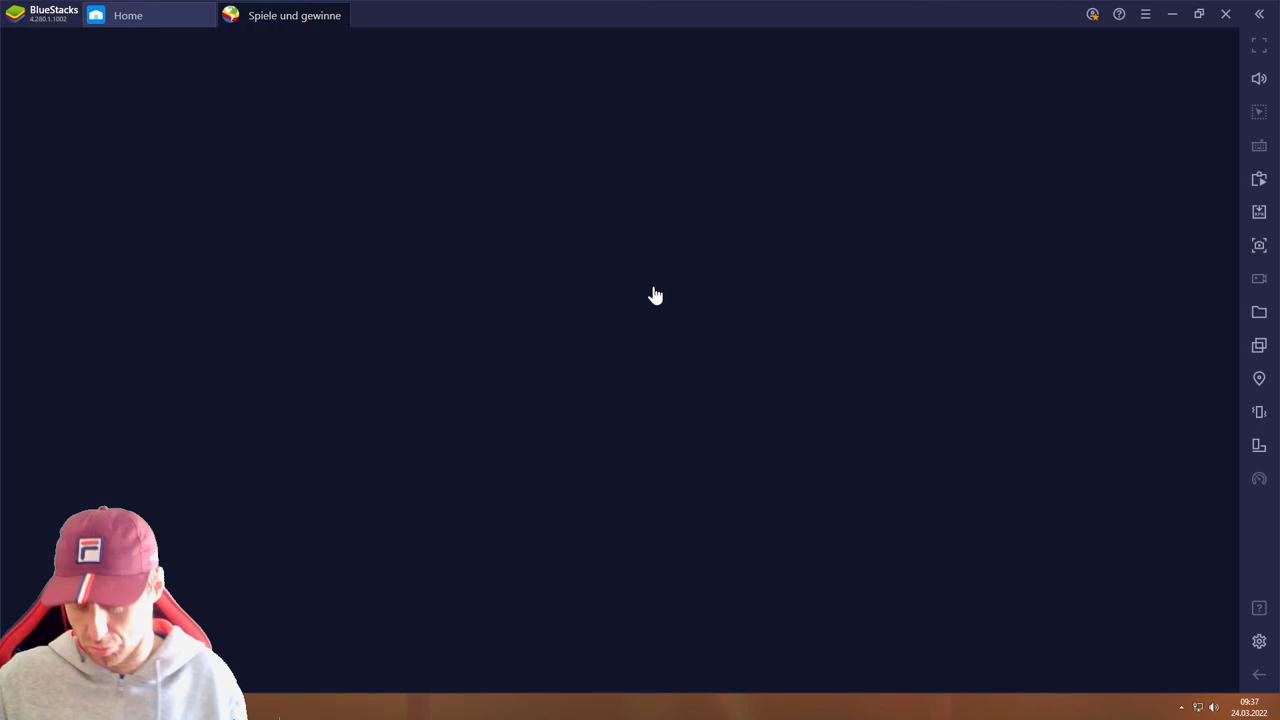 BlueStacks
4.280.1.1002
Home
Spiele und gewinne
09:37
24.03.2022